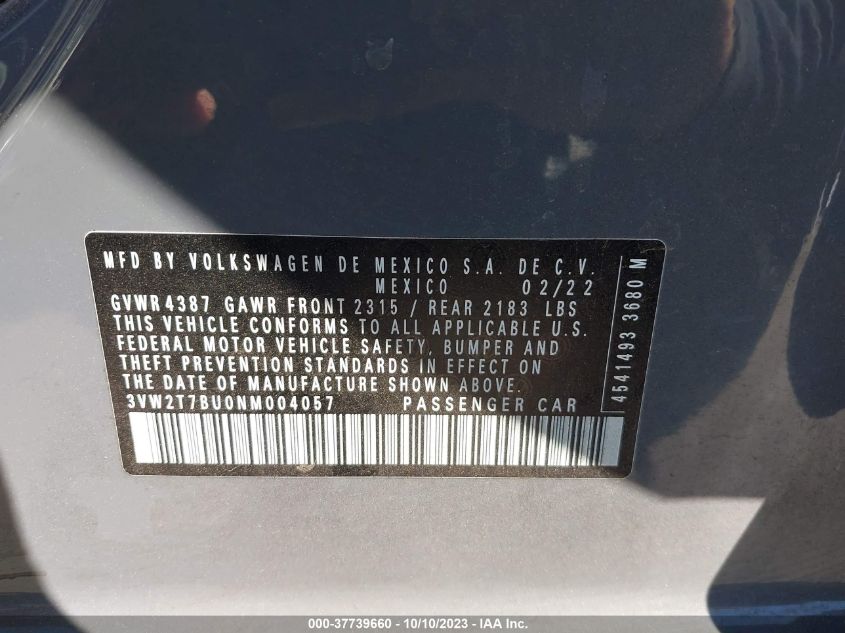 MFD BY VOLKSWAGEN DE MEXICO S.A. DE C.V.
MEXICO 02/22
GVWR 4387 GAWR FRONT 2315 / REAR 2183 LBS
THIS VEHICLE CONFORMS TO ALL APPLICABLE U.S.
FEDERAL MOTOR VEHICLE SAFETY, BUMPER AND
THEFT PREVENTION STANDARDS IN EFFECT ON
THE DATE OF MANUFACTURE SHOWN ABOVE.
3VW2T7BU0NM004057 PASSENGER CAR
4541493 3680 M
000-37739660 - 10/10/2023 - IAA Inc.